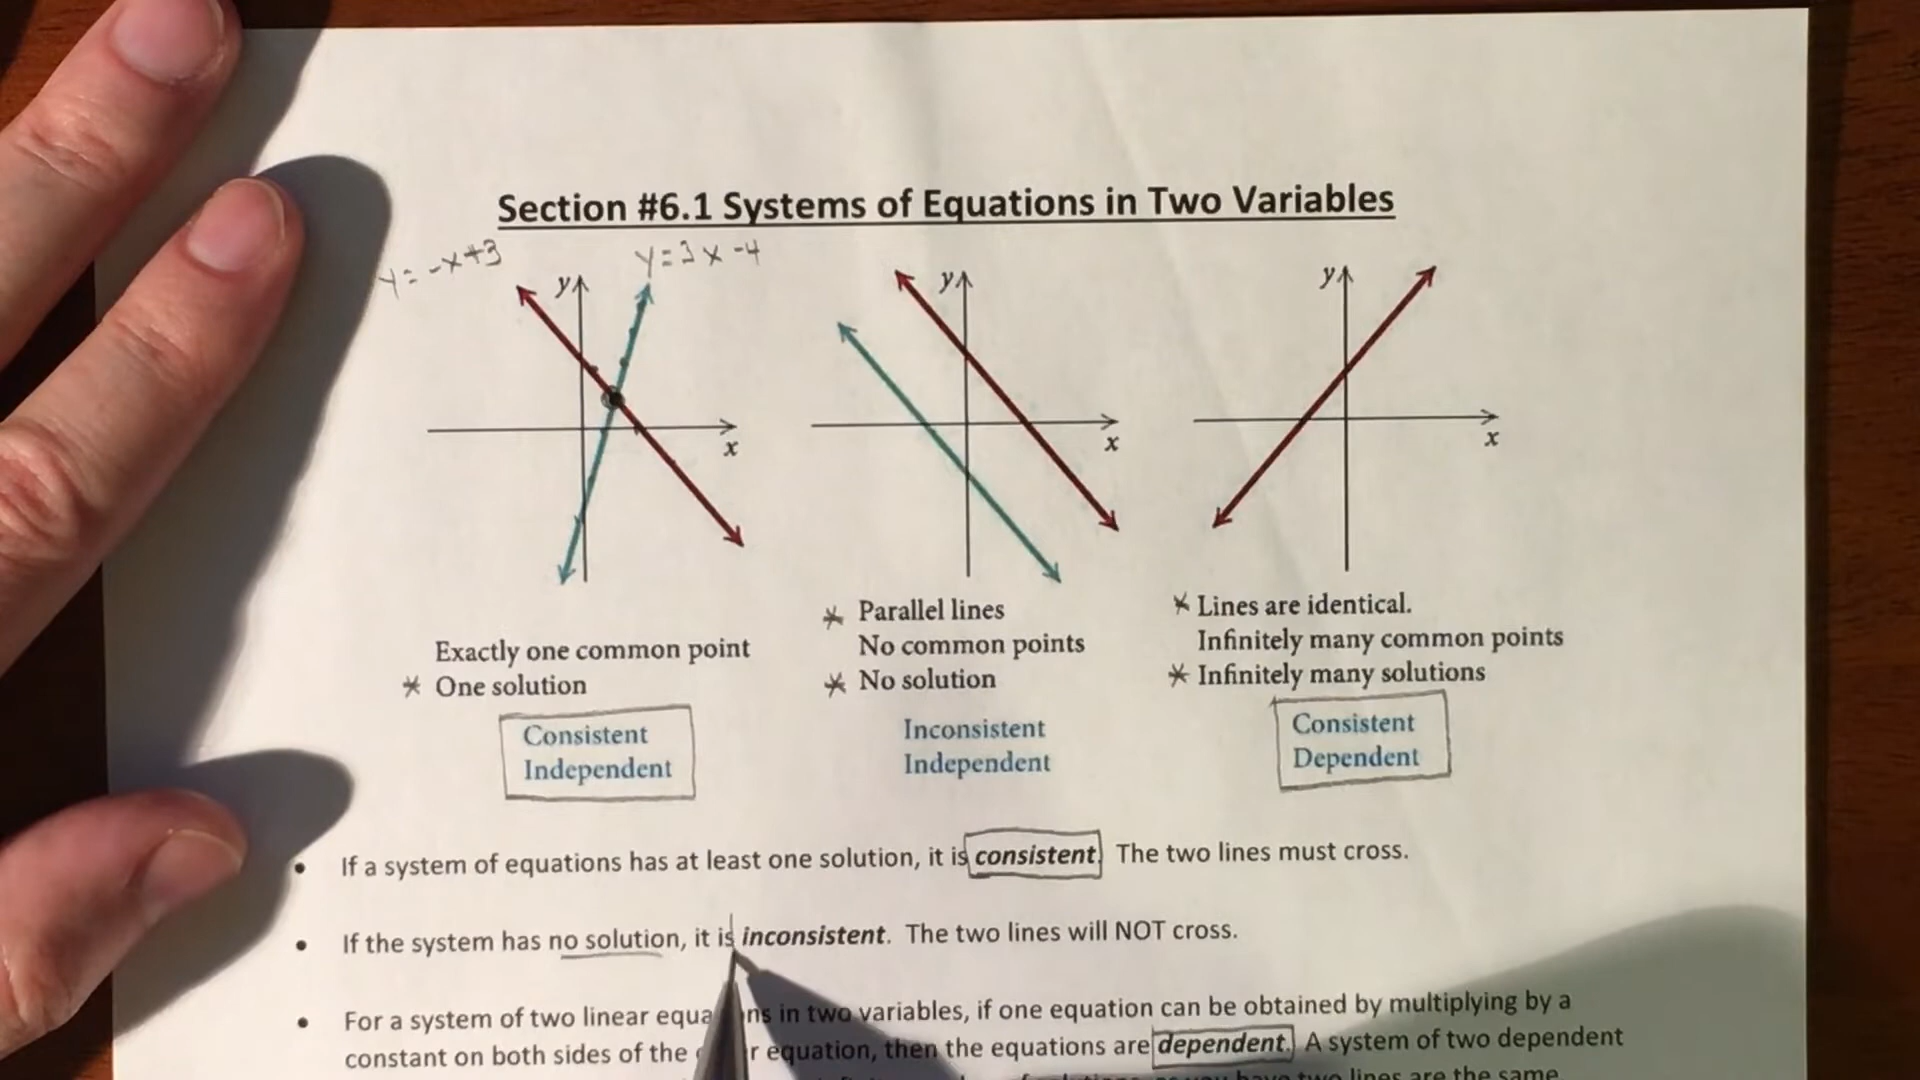 Section #6.1 Systems of Equations in Two Variables
y = -x+3
y = 3x-4
y
x
y
x
y
x
Exactly one common point
* One solution
Consistent
Independent
* Parallel lines
No common points
* No solution
Inconsistent
Independent
* Lines are identical.
Infinitely many common points
* Infinitely many solutions
Consistent
Dependent
• If a system of equations has at least one solution, it is consistent. The two lines must cross.
• If the system has no solution, it is inconsistent. The two lines will NOT cross.
• For a system of two linear in two variables, if one equation can be obtained by multiplying by a
constant on both sides of the equation, then the equations are dependent. A system of two dependent
two lines are the same